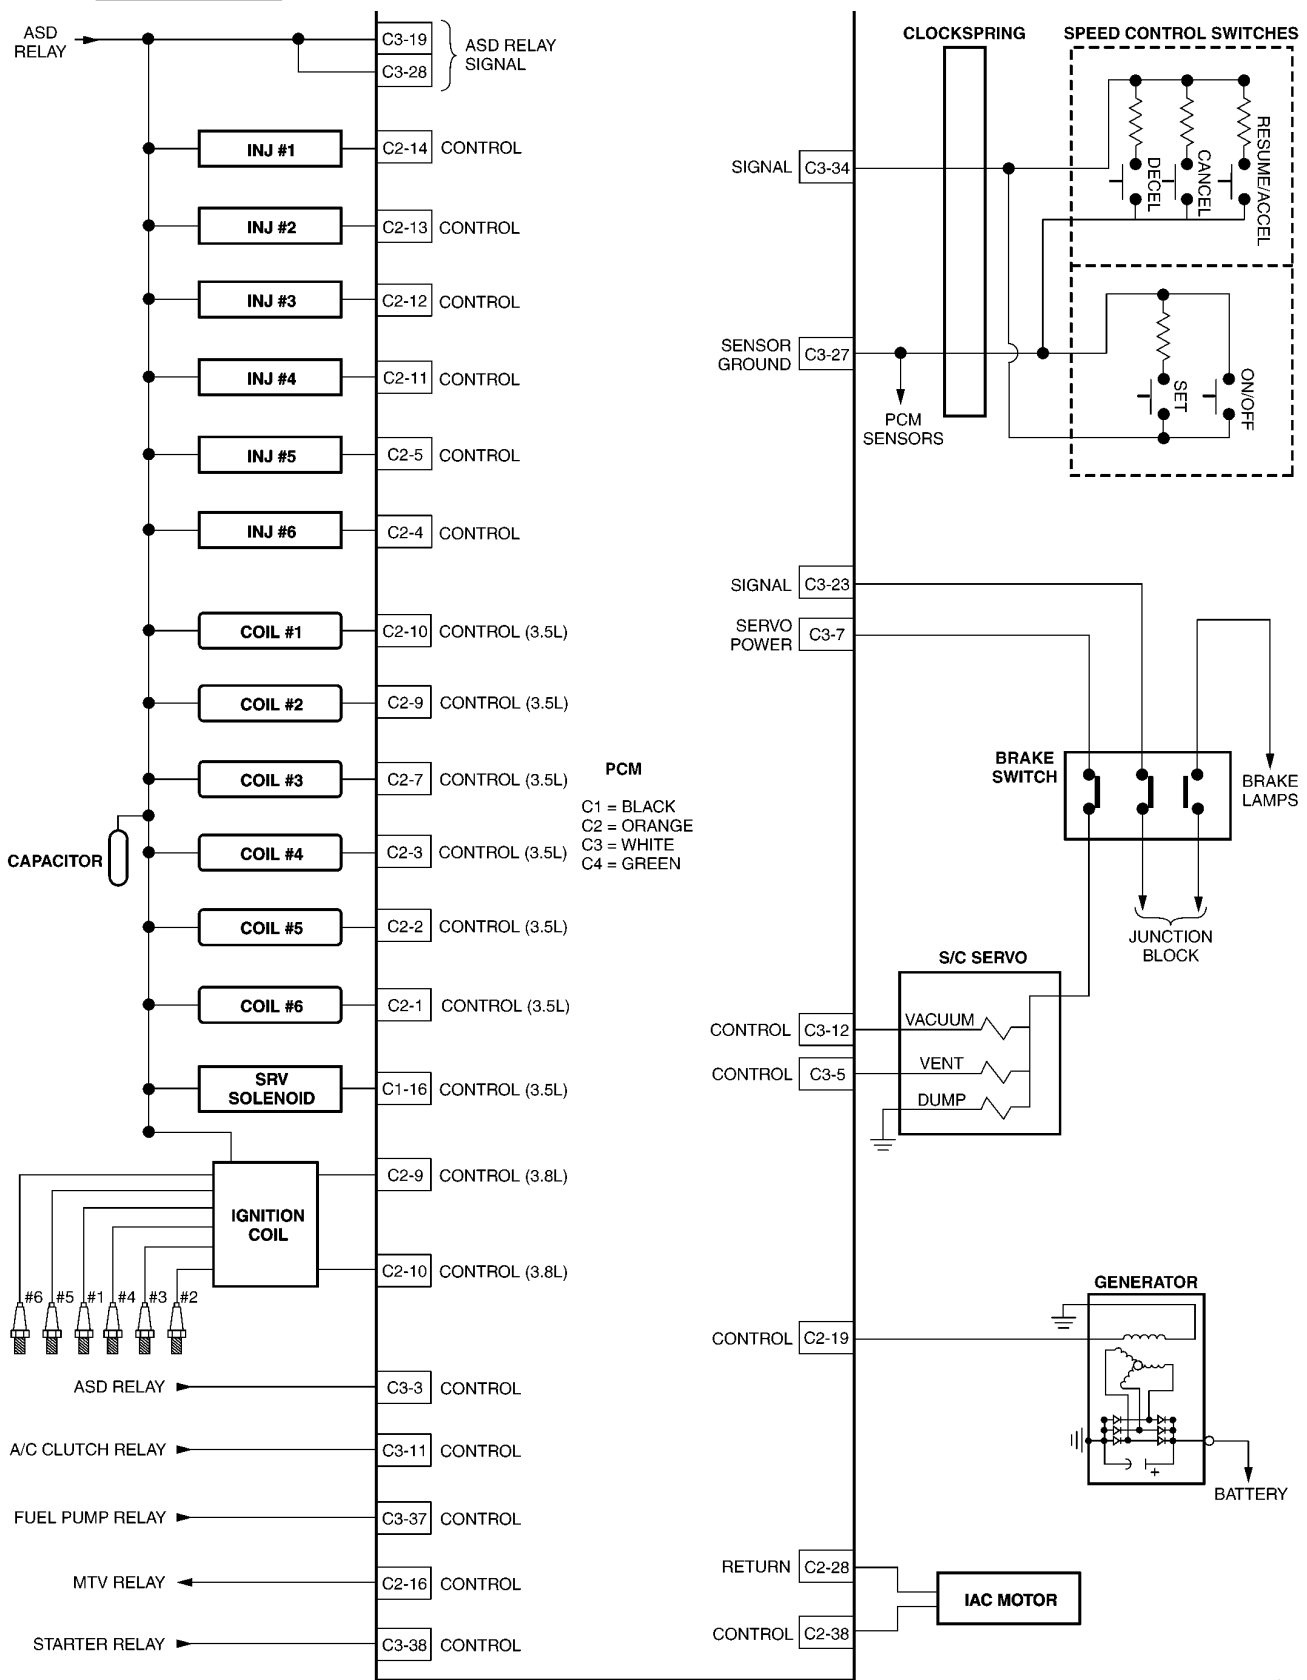 ASD
RELAY
C3-19
C3-28
ASD RELAY
SIGNAL
INJ #1
C2-14
CONTROL
INJ #2
C2-13
CONTROL
INJ #3
C2-12
CONTROL
INJ #4
C2-11
CONTROL
INJ #5
C2-5
CONTROL
INJ #6
C2-4
CONTROL
COIL #1
C2-10
CONTROL (3.5L)
COIL #2
C2-9
CONTROL (3.5L)
COIL #3
C2-7
CONTROL (3.5L)
CAPACITOR
COIL #4
C2-3
CONTROL (3.5L)
COIL #5
C2-2
CONTROL (3.5L)
COIL #6
C2-1
CONTROL (3.5L)
SRV
SOLENOID
C1-16
CONTROL (3.5L)
IGNITION
COIL
C2-9
CONTROL (3.8L)
C2-10
CONTROL (3.8L)
#6 #5 #1 #4 #3 #2
ASD RELAY
C3-3
CONTROL
A/C CLUTCH RELAY
C3-11
CONTROL
FUEL PUMP RELAY
C3-37
CONTROL
MTV RELAY
C2-16
CONTROL
STARTER RELAY
C3-38
CONTROL
PCM
C1 = BLACK
C2 = ORANGE
C3 = WHITE
C4 = GREEN
CLOCKSPRING
SPEED CONTROL SWITCHES
SIGNAL
C3-34
DECEL
CANCEL
RESUME/ACCEL
SENSOR
GROUND
C3-27
PCM
SENSORS
SET
ON/OFF
SIGNAL
C3-23
SERVO
POWER
C3-7
BRAKE
SWITCH
BRAKE
LAMPS
JUNCTION
BLOCK
S/C SERVO
CONTROL
C3-12
VACUUM
CONTROL
C3-5
VENT
DUMP
GENERATOR
CONTROL
C2-19
+
BATTERY
RETURN
C2-28
IAC MOTOR
CONTROL
C2-38